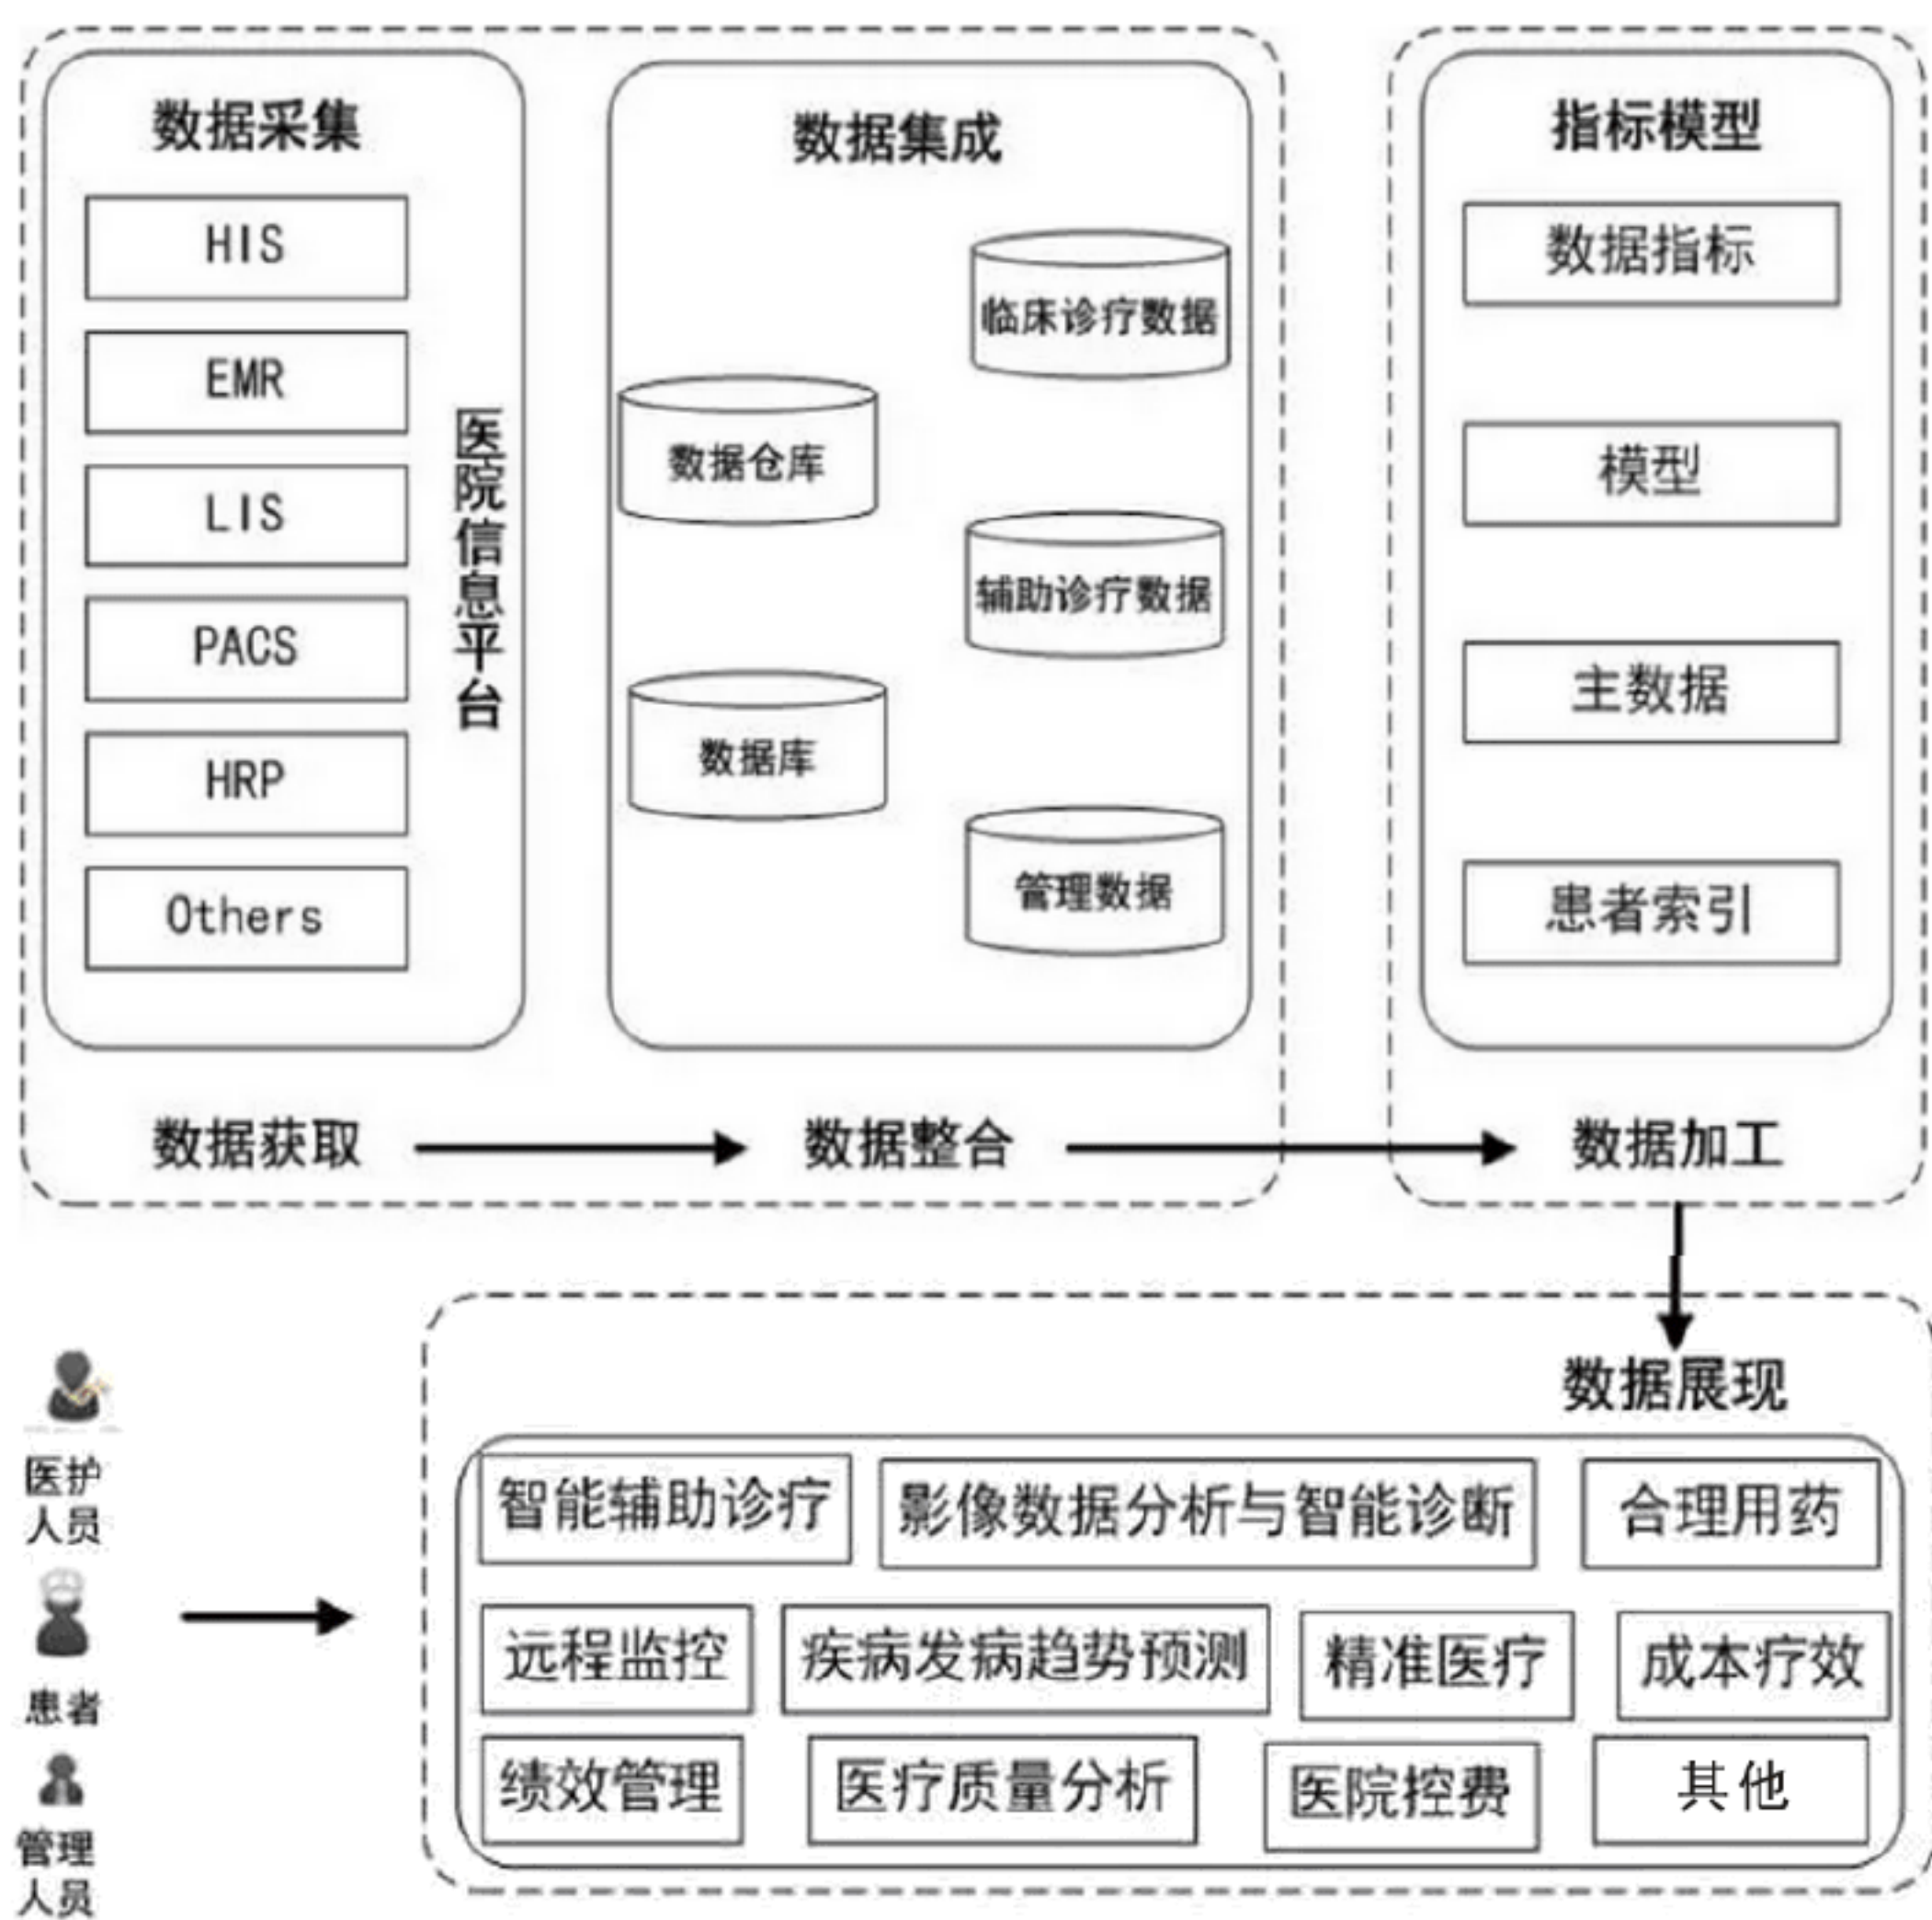 数据采集
HIS
EMR
LIS
PACS
HRP
Others
医院信息平台
数据集成
临床诊疗数据
数据仓库
辅助诊疗数据
数据库
管理数据
指标模型
数据指标
模型
主数据
患者索引
数据获取
数据整合
数据加工
数据展现
医护
人员
患者
管理
人员
智能辅助诊疗
影像数据分析与智能诊断
合理用药
远程监控
疾病发病趋势预测
精准医疗
成本疗效
绩效管理
医疗质量分析
医院控费
其他